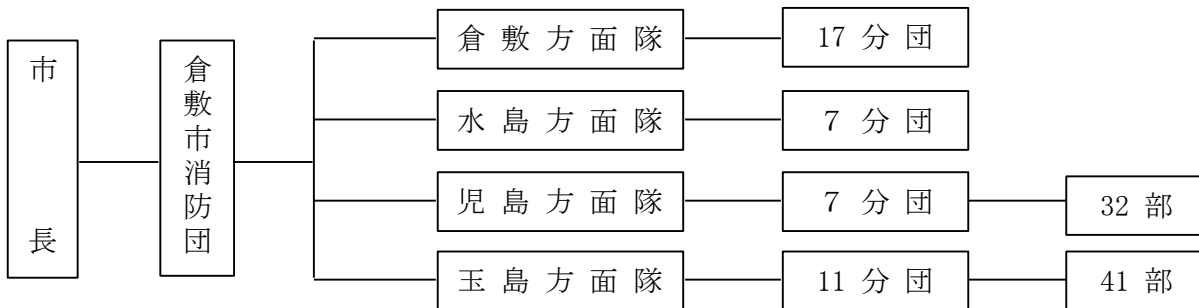 市長
倉敷市消防団
倉敷方面隊 17分団
水島方面隊 7分団
児島方面隊 7分団 32部
玉島方面隊 11分団 41部